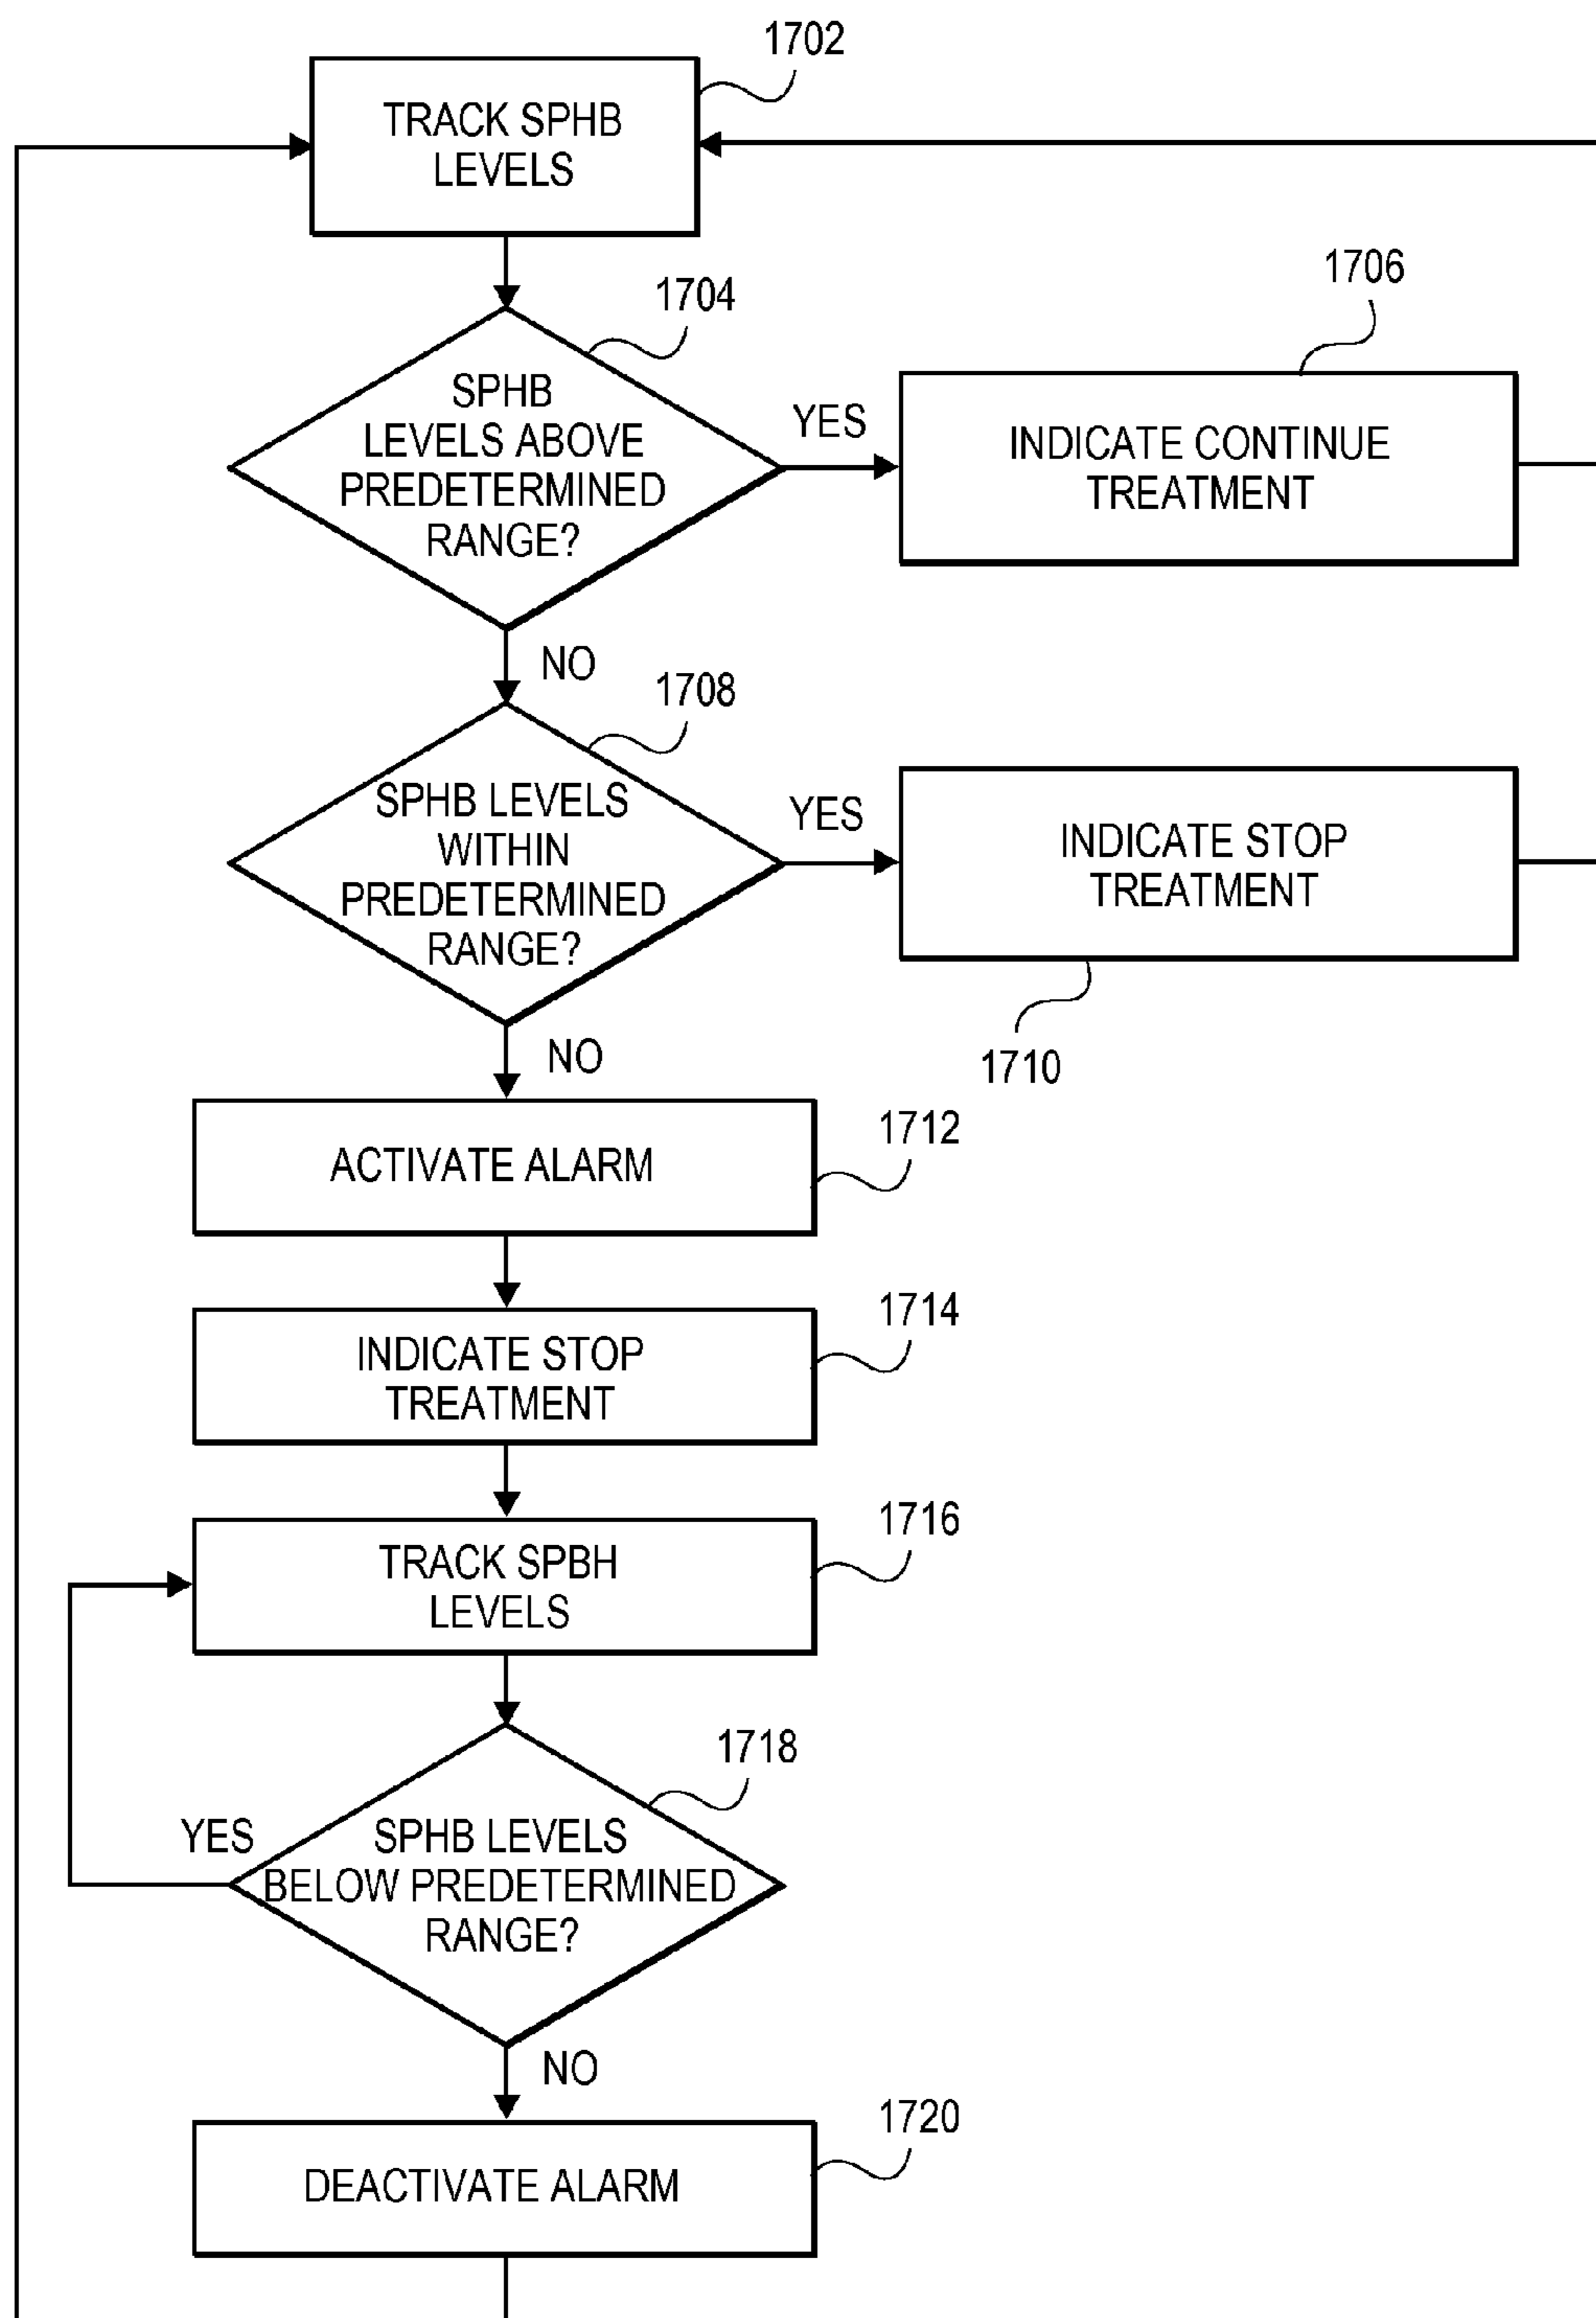 1702
TRACK SPHB
LEVELS
1704
SPHB
LEVELS ABOVE
PREDETERMINED
RANGE?
YES
1706
INDICATE CONTINUE
TREATMENT
NO
1708
SPHB LEVELS
WITHIN
PREDETERMINED
RANGE?
YES
INDICATE STOP
TREATMENT
1710
NO
ACTIVATE ALARM
1712
INDICATE STOP
TREATMENT
1714
TRACK SPBH
LEVELS
1716
1718
YES
SPHB LEVELS
BELOW PREDETERMINED
RANGE?
NO
1720
DEACTIVATE ALARM